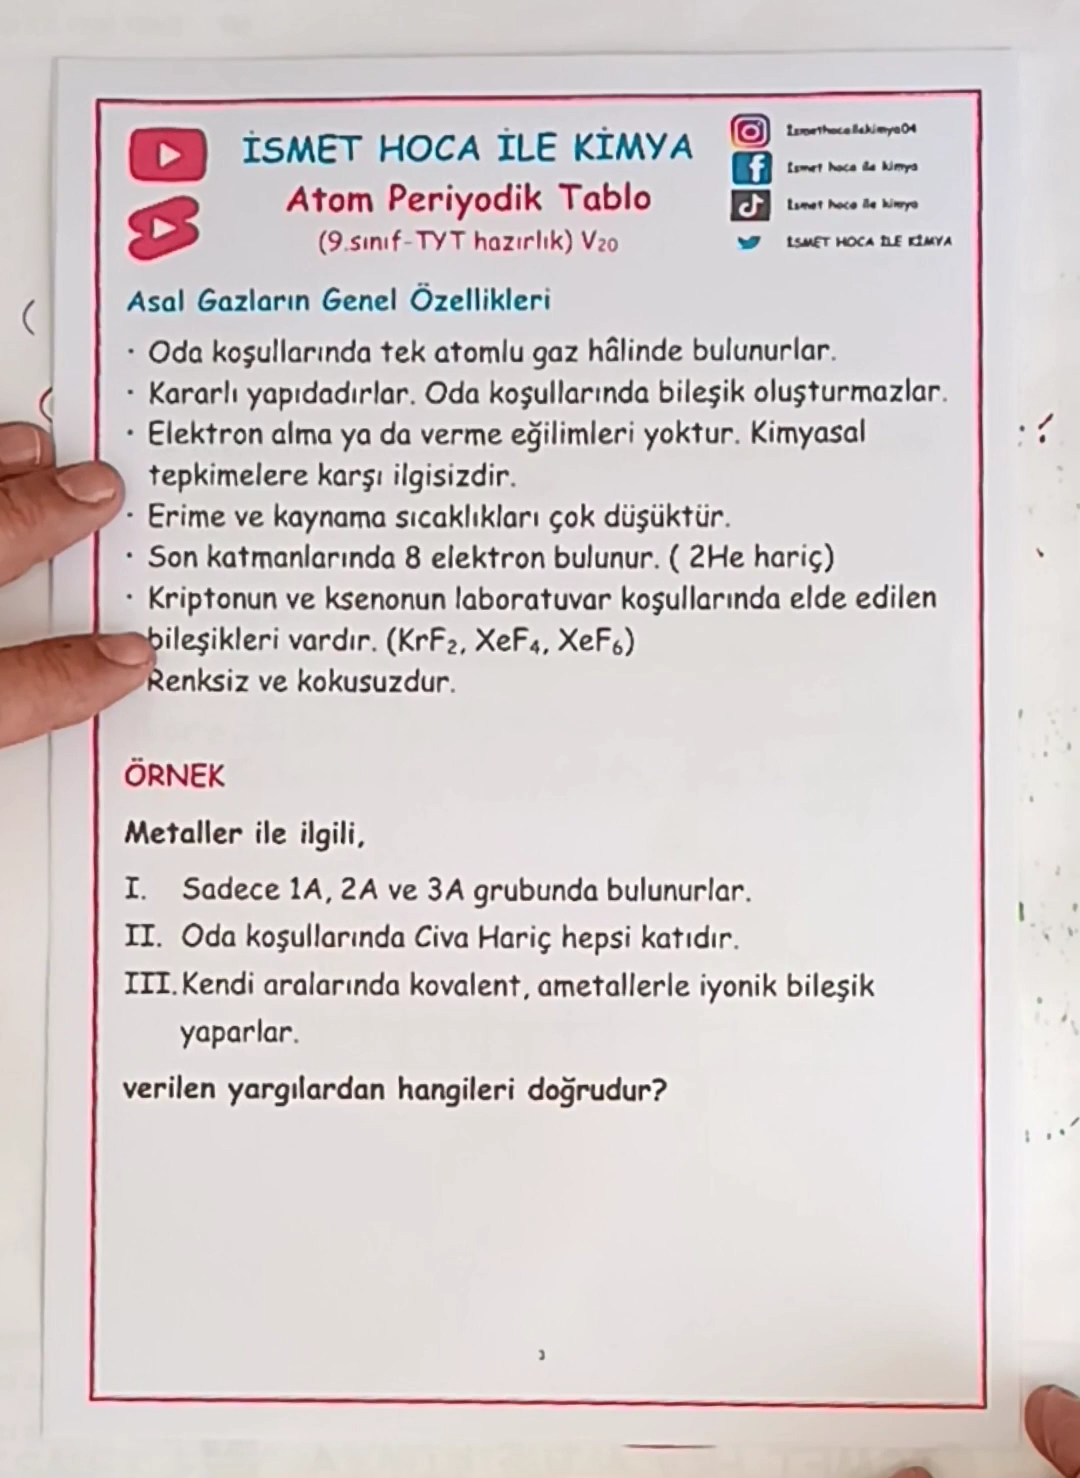 İSMET HOCA İLE KİMYA
Atom Periyodik Tablo
(9.sınıf-TYT hazırlık) V20
İsmethocailekimya04
İsmet hoca ile kimya
İsmet hoca ile kimya
İSMET HOCA İLE KİMYA
Asal Gazların Genel Özellikleri
· Oda koşullarında tek atomlu gaz hâlinde bulunurlar.
· Kararlı yapıdadırlar. Oda koşullarında bileşik oluşturmazlar.
· Elektron alma ya da verme eğilimleri yoktur. Kimyasal
tepkimelere karşı ilgisizdir.
· Erime ve kaynama sıcaklıkları çok düşüktür.
· Son katmanlarında 8 elektron bulunur. ( 2He hariç)
· Kriptonun ve ksenonun laboratuvar koşullarında elde edilen
bileşikleri vardır. (KrF₂, XeF₄, XeF₆)
Renksiz ve kokusuzdur.
ÖRNEK
Metaller ile ilgili,
I. Sadece 1A, 2A ve 3A grubunda bulunurlar.
II. Oda koşullarında Civa Hariç hepsi katıdır.
III. Kendi aralarında kovalent, ametallerle iyonik bileşik
yaparlar.
verilen yargılardan hangileri doğrudur?